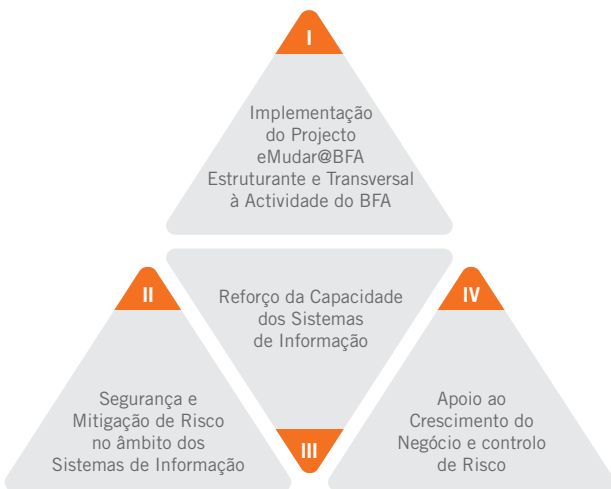 I
Implementação
do Projecto
eMudar@BFA
Estruturante e Transversal
à Actividade do BFA
II
Segurança e
Mitigação de Risco
no âmbito dos
Sistemas de Informação
Reforço da Capacidade
dos Sistemas
de Informação
III
IV
Apoio ao
Crescimento do
Negócio e controlo
de Risco